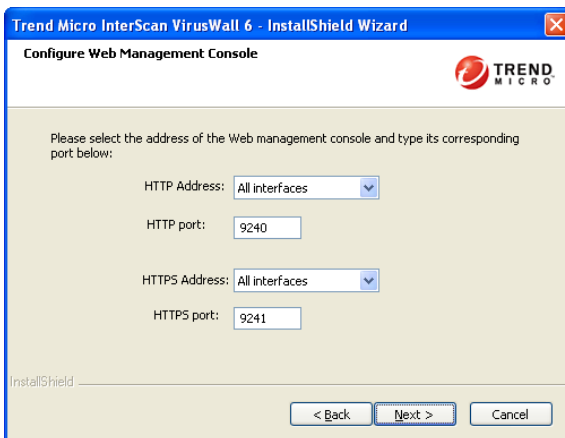 Trend Micro InterScan VirusWall 6 - InstallShield Wizard
Configure Web Management Console
TREND
MICRO
Please select the address of the Web management console and type its corresponding
port below:
HTTP Address: All interfaces
HTTP port: 9240
HTTPS Address: All interfaces
HTTPS port: 9241
InstallShield
< Back Next > Cancel